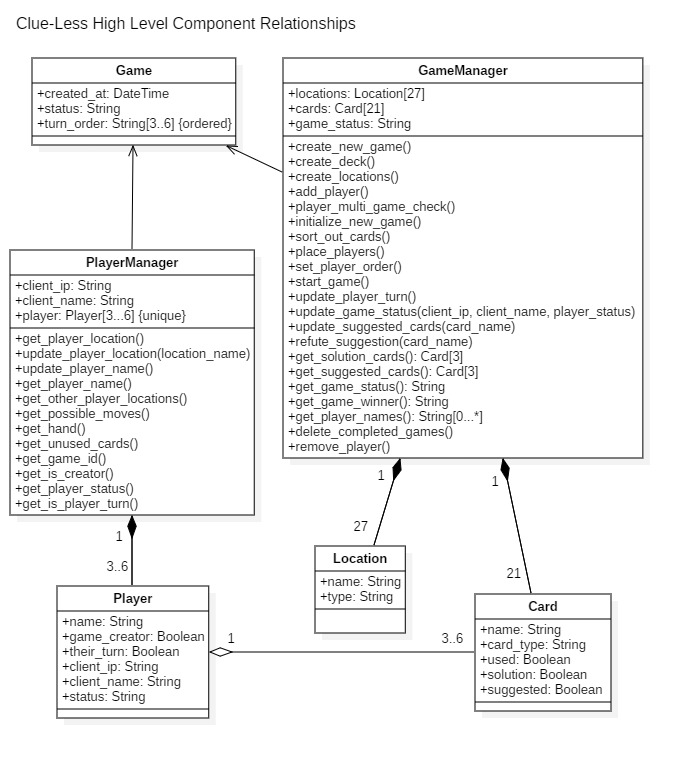 Clue-Less High Level Component Relationships
Game
+created_at: DateTime
+status: String
+turn_order: String[3..6] {ordered}
GameManager
+locations: Location[27]
+cards: Card[21]
+game_status: String
+create_new_game()
+create_deck()
+create_locations()
+add_player()
+player_multi_game_check()
+initialize_new_game()
+sort_out_cards()
+place_players()
+set_player_order()
+start_game()
+update_player_turn()
+update_game_status(client_ip, client_name, player_status)
+update_suggested_cards(card_name)
+refute_suggestion(card_name)
+get_solution_cards(): Card[3]
+get_suggested_cards(): Card[3]
+get_game_status(): String
+get_game_winner(): String
+get_player_names(): String[0...*]
+delete_completed_games()
+remove_player()
PlayerManager
+client_ip: String
+client_name: String
+player: Player[3...6] {unique}
+get_player_location()
+update_player_location(location_name)
+update_player_name()
+get_player_name()
+get_other_player_locations()
+get_possible_moves()
+get_hand()
+get_unused_cards()
+get_game_id()
+get_is_creator()
+get_player_status()
+get_is_player_turn()
1
3..6
1
27
1
21
Location
+name: String
+type: String
Player
+name: String
+game_creator: Boolean
+their_turn: Boolean
+client_ip: String
+client_name: String
+status: String
1
3..6
Card
+name: String
+card_type: String
+used: Boolean
+solution: Boolean
+suggested: Boolean